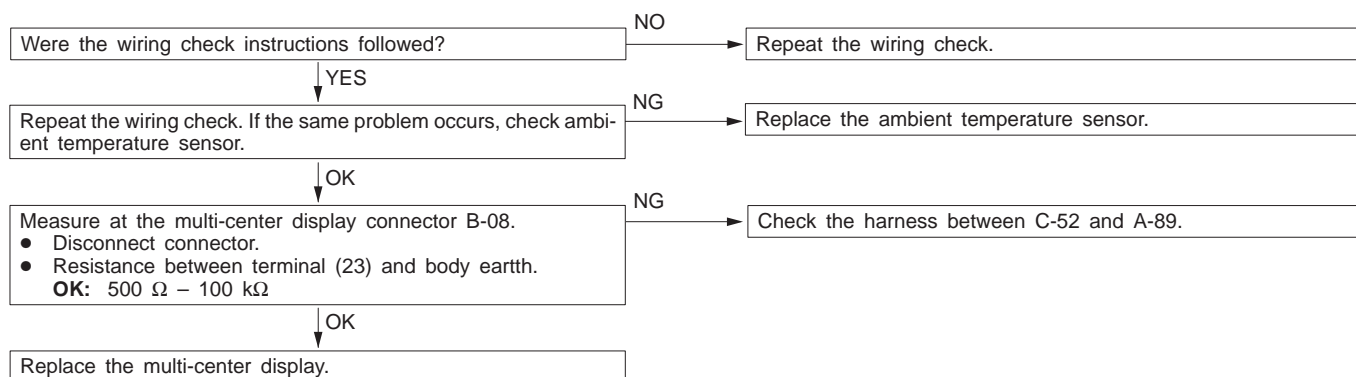 Were the wiring check instructions followed?
NO
Repeat the wiring check.
YES
Repeat the wiring check. If the same problem occurs, check ambi-
ent temperature sensor.
NG
Replace the ambient temperature sensor.
OK
Measure at the multi-center display connector B-08.
● Disconnect connector.
● Resistance between terminal (23) and body eartth.
OK: 500 Ω – 100 kΩ
NG
Check the harness between C-52 and A-89.
OK
Replace the multi-center display.